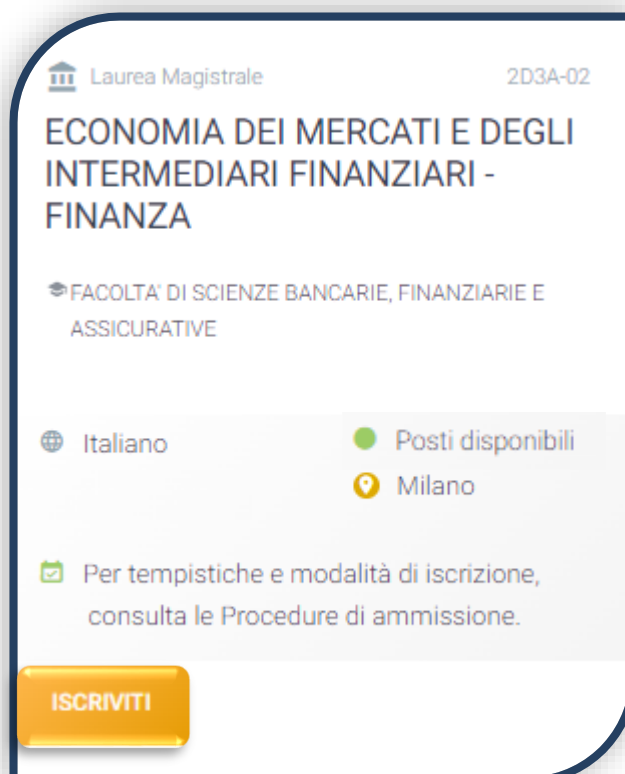 Laurea Magistrale 2D3A-02
ECONOMIA DEI MERCATI E DEGLI
INTERMEDIARI FINANZIARI -
FINANZA
FACOLTA' DI SCIENZE BANCARIE, FINANZIARIE E
ASSICURATIVE
Italiano
Posti disponibili
Milano
Per tempistiche e modalità di iscrizione,
consulta le Procedure di ammissione.
ISCRIVITI